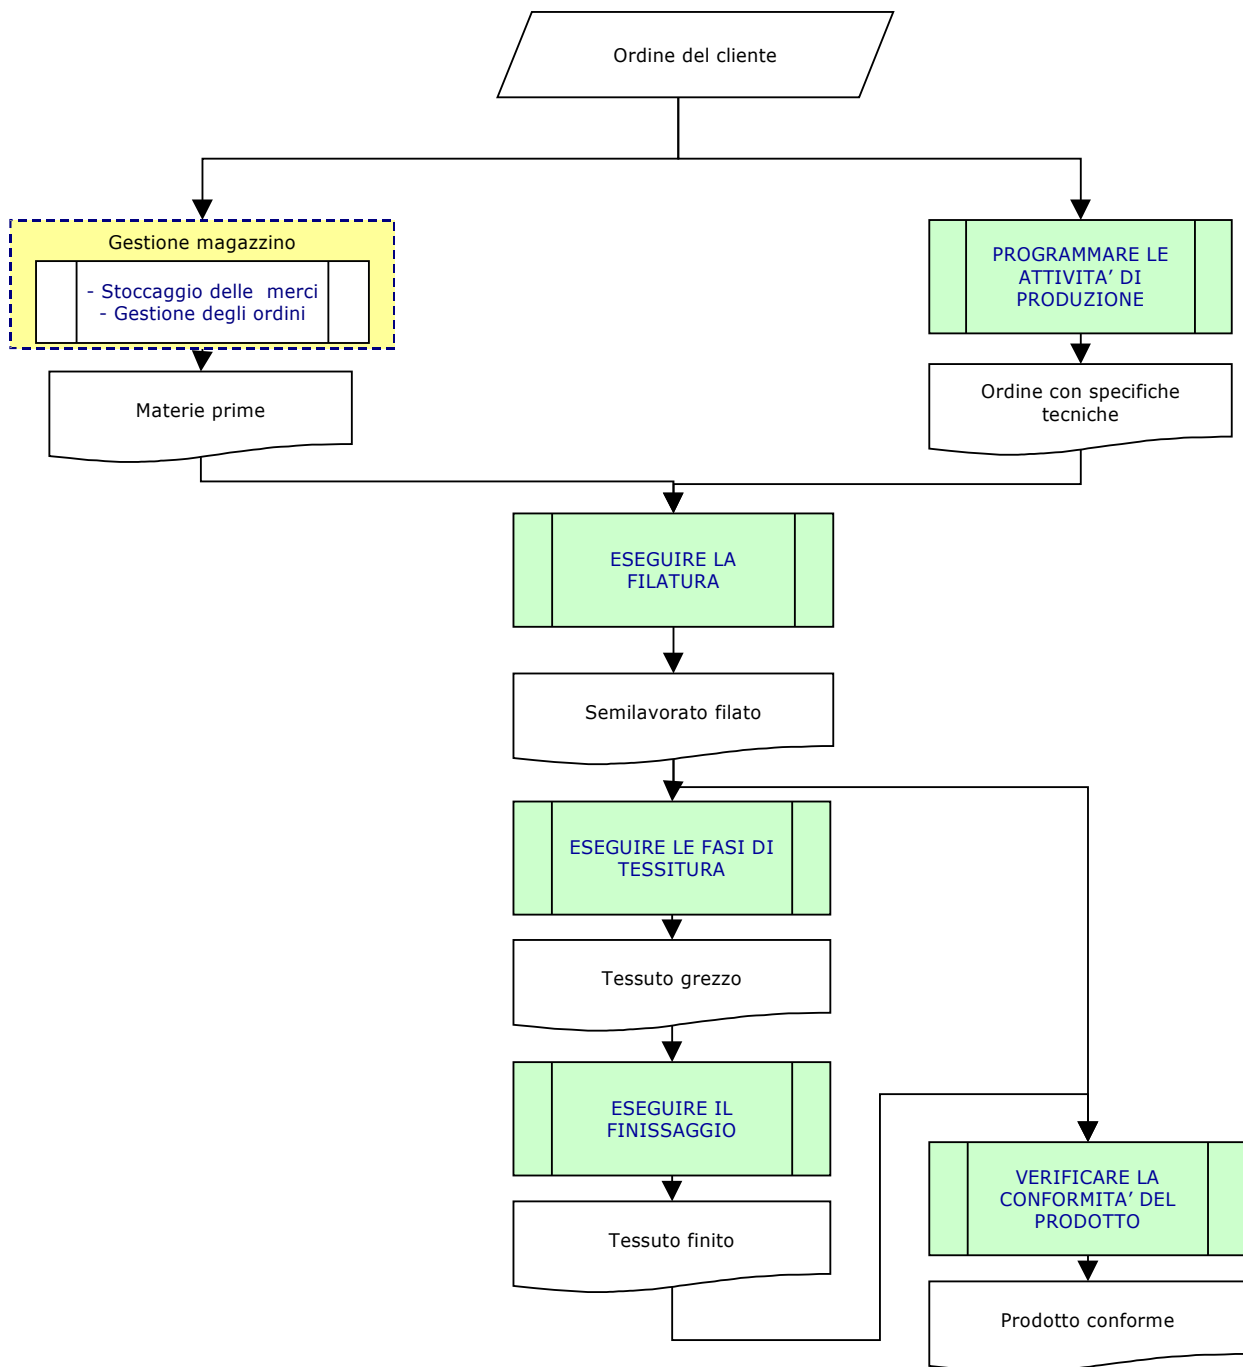 Ordine del cliente
Gestione magazzino
- Stoccaggio delle  merci
- Gestione degli ordini
PROGRAMMARE LE
ATTIVITA’ DI
PRODUZIONE
Materie prime
Ordine con specifiche
tecniche
ESEGUIRE LA
FILATURA
Semilavorato filato
ESEGUIRE LE FASI DI
TESSITURA
Tessuto grezzo
ESEGUIRE IL
FINISSAGGIO
VERIFICARE LA
CONFORMITA’ DEL
PRODOTTO
Tessuto finito
Prodotto conforme